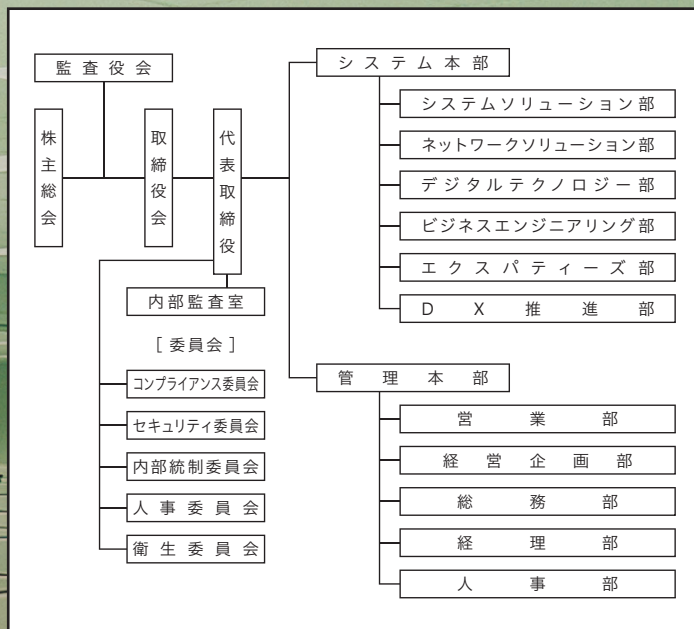 監査役会
株主総会
取締役会
代表取締役
内部監査室
[ 委員会 ]
コンプライアンス委員会
セキュリティ委員会
内部統制委員会
人事委員会
衛生委員会
システム本部
システムソリューション部
ネットワークソリューション部
デジタルテクノロジー部
ビジネスエンジニアリング部
エクスパティーズ部
DX推進部
管理本部
営業部
経営企画部
総務部
経理部
人事部